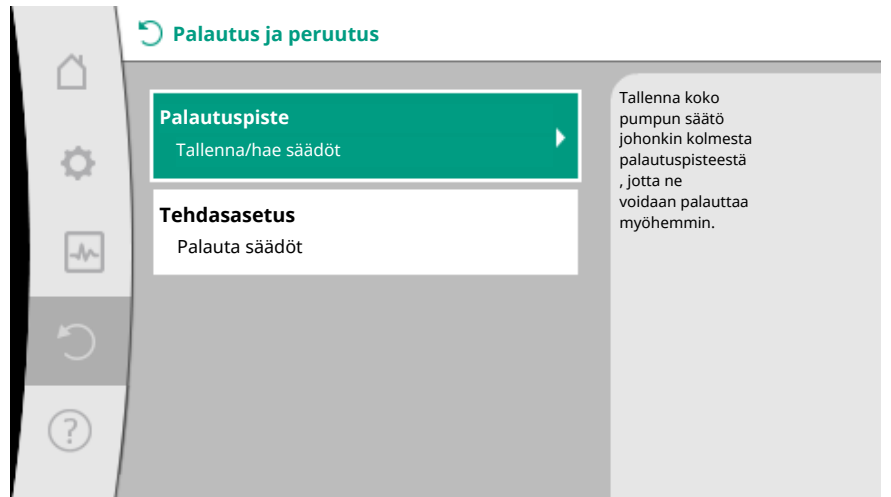 Palautus ja peruutus
Palautuspiste
Tallenna/hae säädöt
Tehdasasetus
Palauta säädöt
Tallenna koko
pumpun säätö
johonkin kolmesta
palautuspisteestä
, jotta ne
voidaan palauttaa
myöhemmin.
?